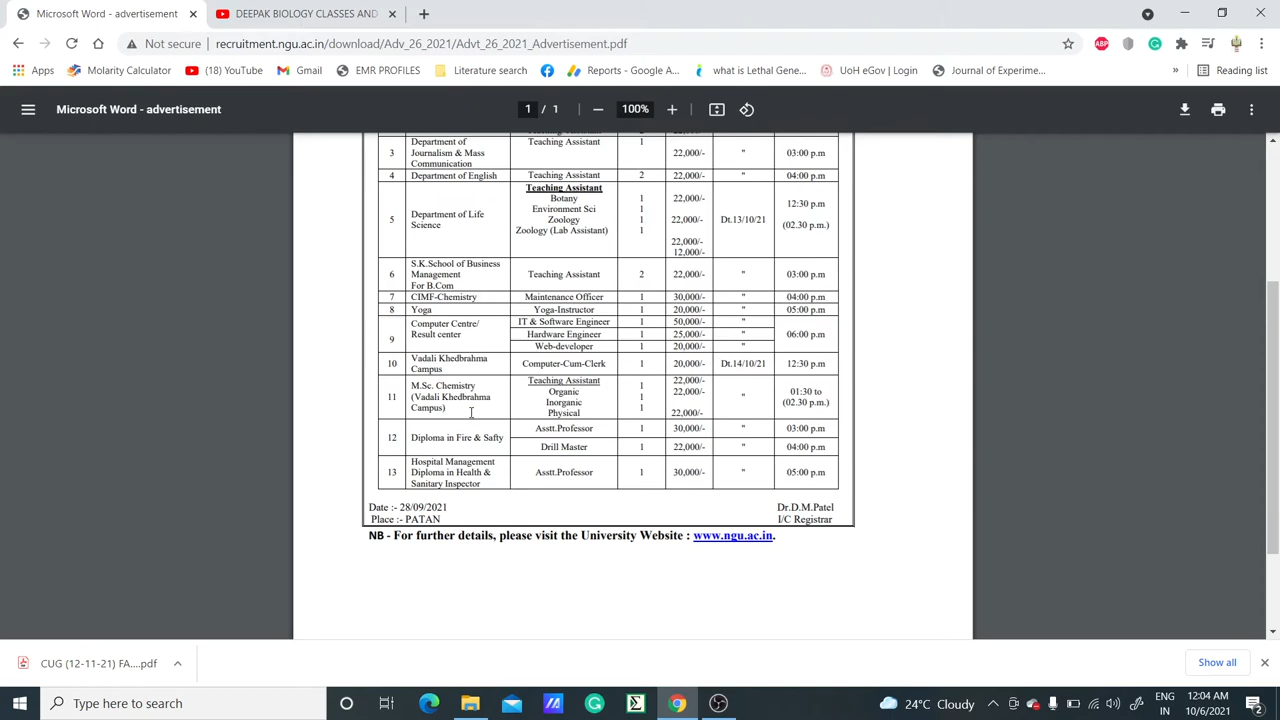 Microsoft Word - advertisement
DEEPAK BIOLOGY CLASSES AND
Not secure
recruitment.ngu.ac.in/download/Adv_26_2021/Advt_26_2021_Advertisement.pdf
Apps
Molarity Calculator
(18) YouTube
Gmail
EMR PROFILES
Literature search
Reports - Google A...
what is Lethal Gene...
UoH eGov | Login
Journal of Experime...
»
Reading list
Microsoft Word - advertisement
1 / 1
100%
3
Department of
Journalism & Mass
Communication
Teaching Assistant
1
22,000/-
"
03:00 p.m
4
Department of English
Teaching Assistant
2
22,000/-
"
04:00 p.m
5
Department of Life
Science
Teaching Assistant
Botany
Environment Sci
Zoology
Zoology (Lab Assistant)
1
1
1
1
22,000/-
22,000/-
22,000/-
12,000/-
Dt.13/10/21
12:30 p.m
(02.30 p.m.)
6
S.K.School of Business
Management
For B.Com
Teaching Assistant
2
22,000/-
"
03:00 p.m
7
CIMF-Chemistry
Maintenance Officer
1
30,000/-
"
04:00 p.m
8
Yoga
Yoga-Instructor
1
20,000/-
"
05:00 p.m
9
Computer Centre/
Result center
IT & Software Engineer
1
50,000/-
"
Hardware Engineer
1
25,000/-
"
Web-developer
1
20,000/-
"
06:00 p.m
10
Vadali Khedbrahma
Campus
Computer-Cum-Clerk
1
20,000/-
Dt.14/10/21
12:30 p.m
11
M.Sc. Chemistry
(Vadali Khedbrahma
Campus)
Teaching Assistant
Organic
Inorganic
Physical
1
1
1
22,000/-
22,000/-
22,000/-
"
01:30 to
(02.30 p.m.)
12
Diploma in Fire & Safty
Asstt.Professor
1
30,000/-
"
03:00 p.m
Drill Master
1
22,000/-
"
04:00 p.m
13
Hospital Management
Diploma in Health &
Sanitary Inspector
Asstt.Professor
1
30,000/-
"
05:00 p.m
Date :- 28/09/2021
Place :- PATAN
Dr.D.M.Patel
I/C Registrar
NB - For further details, please visit the University Website : www.ngu.ac.in.
CUG (12-11-21) FA....pdf
Show all
Type here to search
24°C Cloudy
ENG
IN
12:04 AM
10/6/2021
2